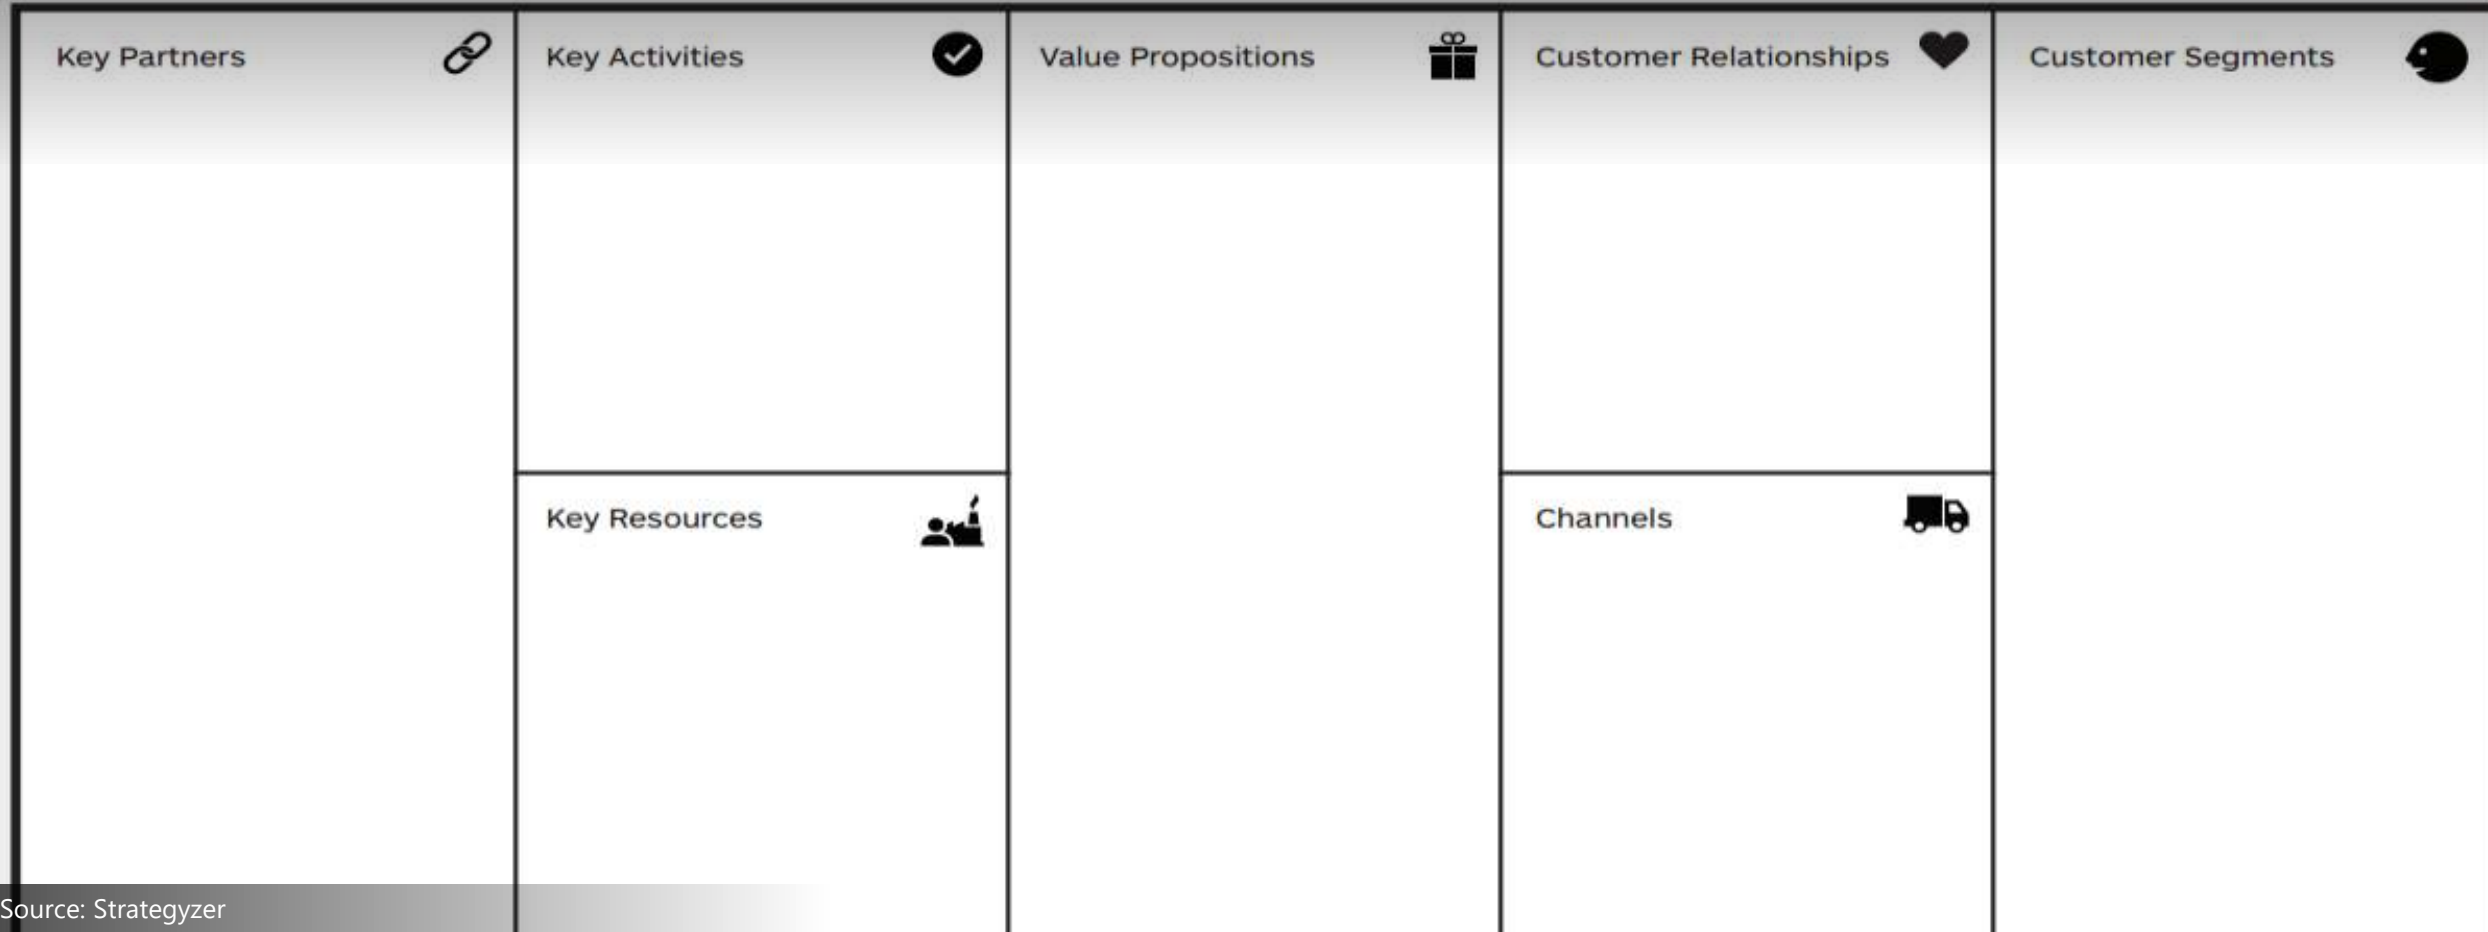 Key Partners
Key Activities
Value Propositions
Customer Relationships
Customer Segments
Key Resources
Channels
Source: Strategyzer